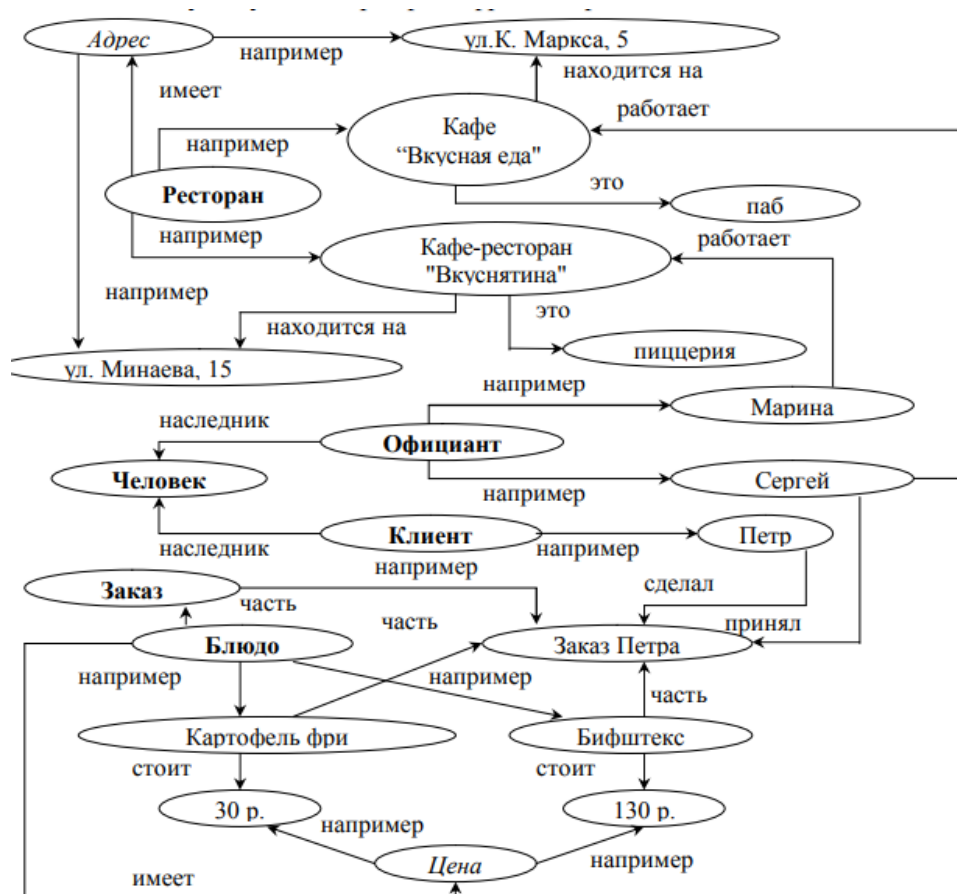 Адрес
например
ул.К. Маркса, 5
имеет
находится на
работает
например
Кафе
“Вкусная еда"
Ресторан
это
паб
например
Кафе-ресторан
"Вкуснятина"
работает
например
находится на
это
ул. Минаева, 15
пиццерия
например
Марина
наследник
Официант
Человек
например
Сергей
наследник
Клиент
например
Петр
например
Заказ
часть
сделал
часть
принял
Блюдо
Заказ Петра
например
например
часть
Картофель фри
Бифштекс
стоит
стоит
30 р.
130 р.
например
Цена
например
имеет